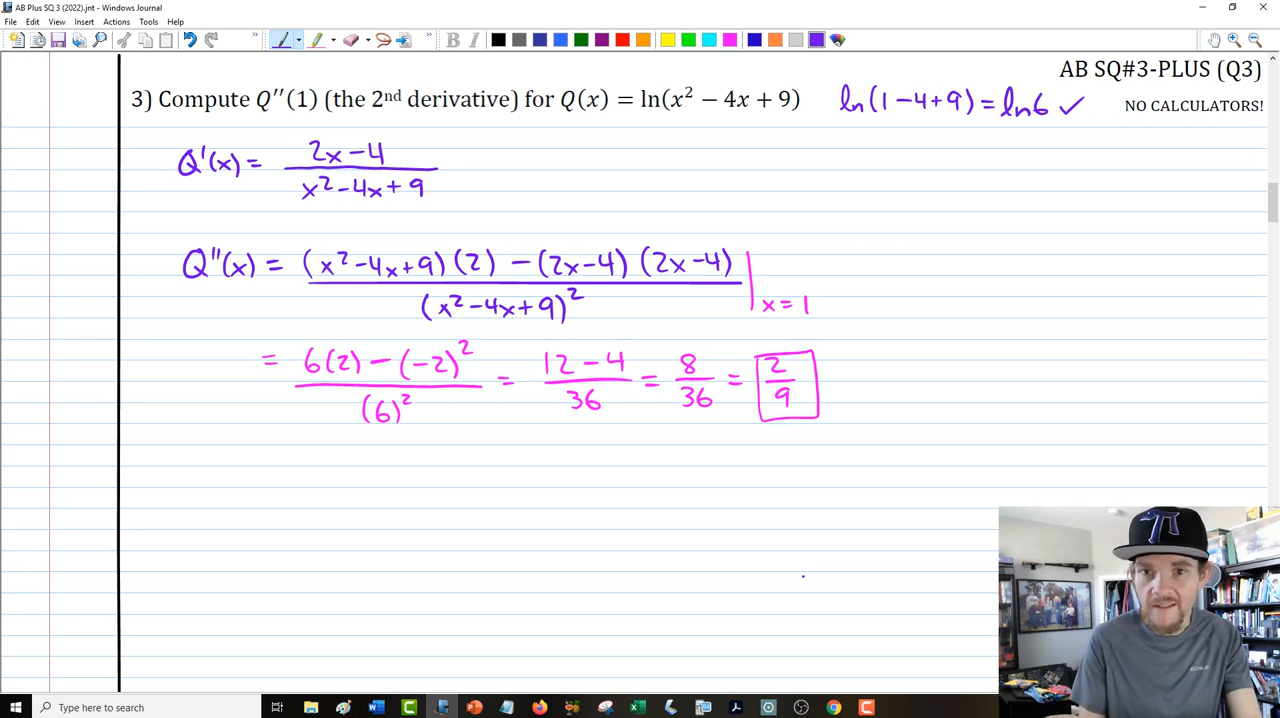 AB Plus SQ 3 (2022).jnt - Windows Journal
File Edit View Insert Actions Tools Help
AB SQ#3-PLUS (Q3)
3) Compute Q''(1) (the 2nd derivative) for Q(x) = ln(x² − 4x + 9)
ln(1−4+9) = ln6 ✓
NO CALCULATORS!
Q'(x) = (2x−4)/(x²−4x+9)
Q''(x) = ((x²−4x+9)(2) − (2x−4)(2x−4))/(x²−4x+9)² | x=1
= (6(2) − (−2)²)/(6)² = (12−4)/36 = 8/36 = 2/9
Type here to search